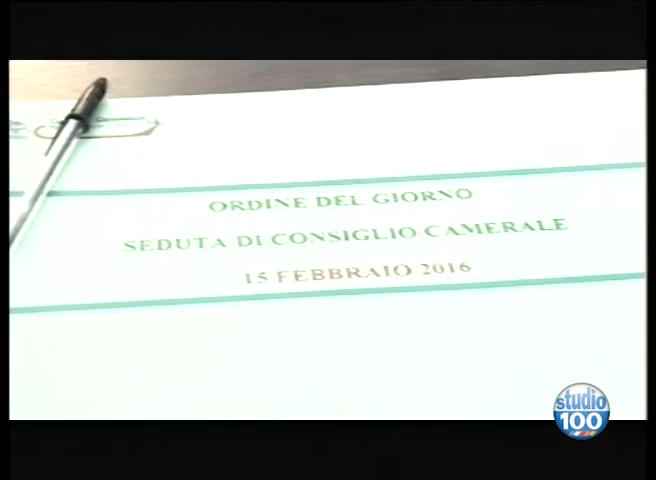 ORDINE DEL GIORNO
SEDUTA DI CONSIGLIO CAMERALE
15 FEBBRAIO 2016
studio
100